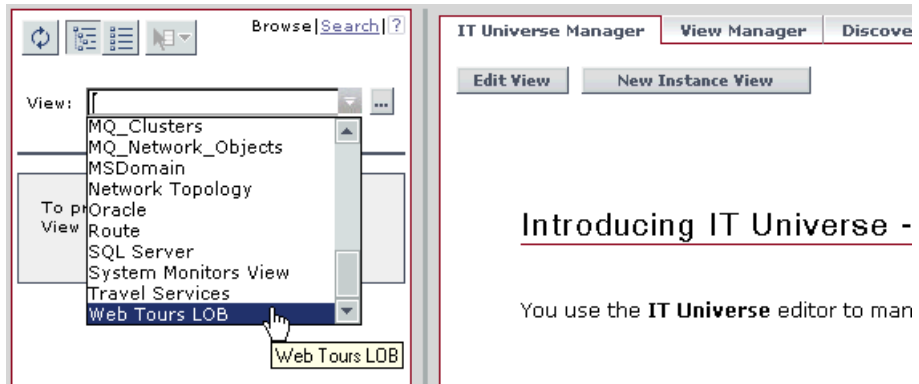 Browse|Search|?
View:
...
MQ_Clusters
MQ_Network_Objects
MSDomain
Network Topology
Oracle
Route
SQL Server
System Monitors View
Travel Services
Web Tours LOB
Web Tours LOB
To pr
View
IT Universe Manager
View Manager
Discove
Edit View
New Instance View
Introducing IT Universe -
You use the IT Universe editor to man